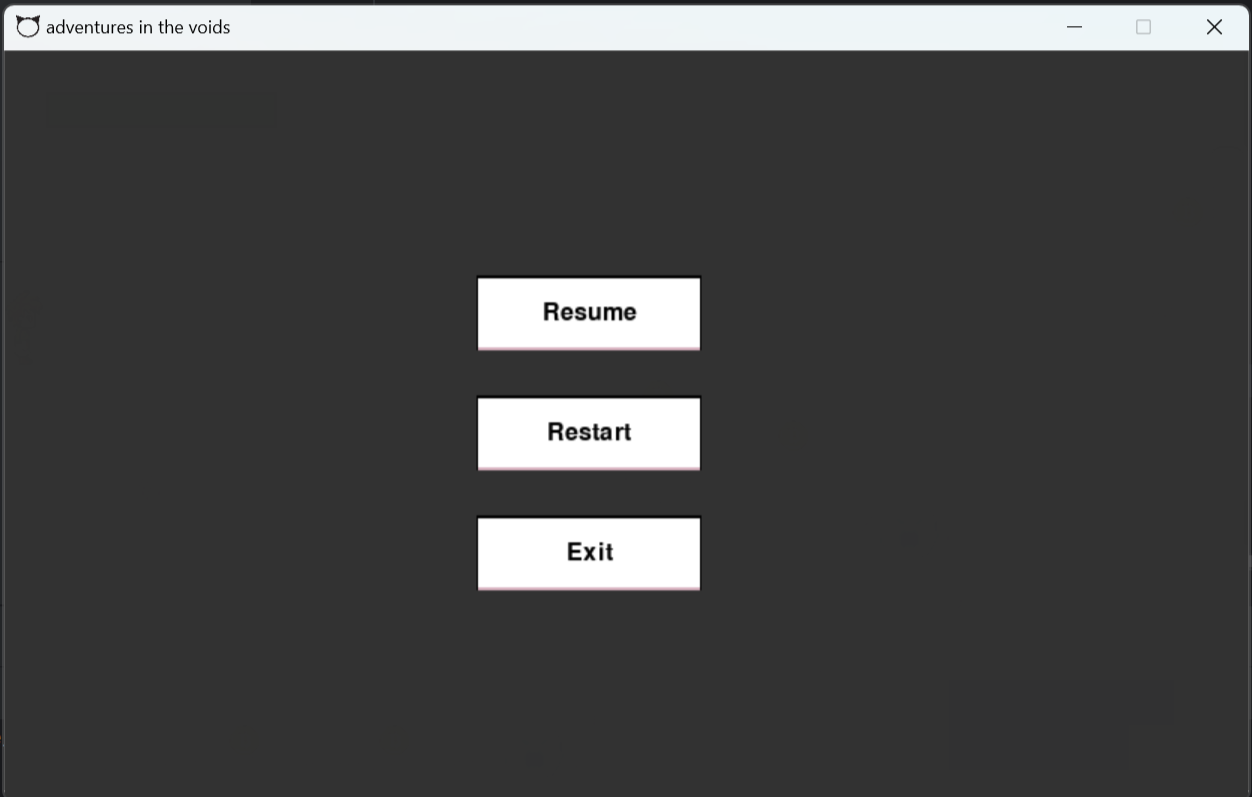 adventures in the voids
Resume
Restart
Exit